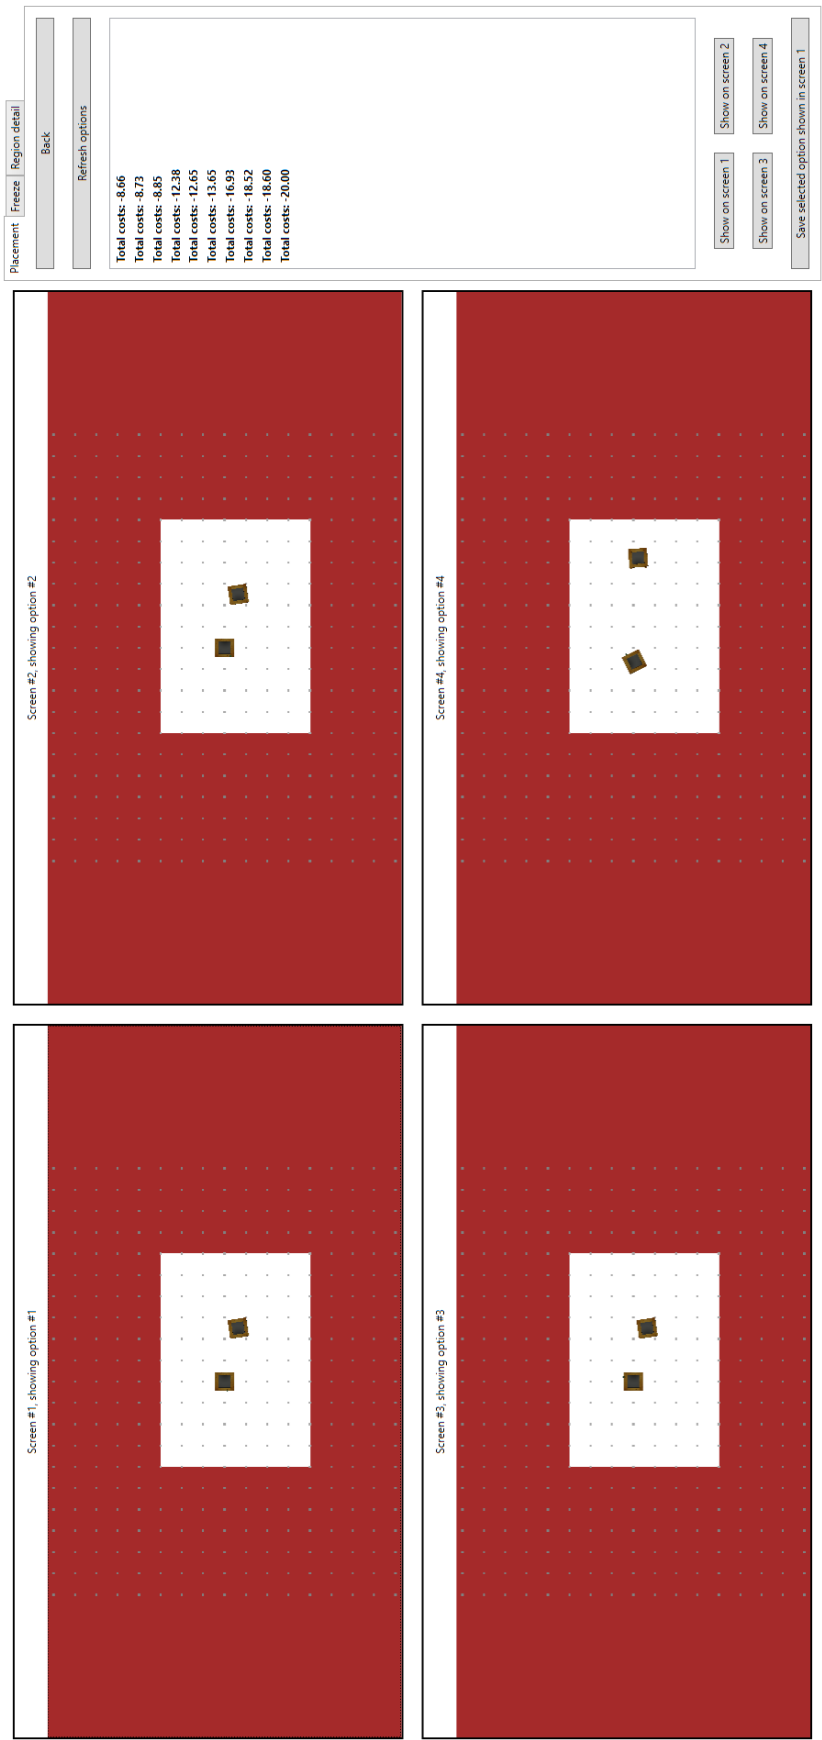 Screen #1, showing option #1
Screen #2, showing option #2
Screen #3, showing option #3
Screen #4, showing option #4
Placement
Freeze
Region detail
Back
Refresh options
Total costs: -8.66
Total costs: -8.73
Total costs: -8.85
Total costs: -12.38
Total costs: -12.65
Total costs: -13.65
Total costs: -16.93
Total costs: -18.52
Total costs: -18.60
Total costs: -20.00
Show on screen 1
Show on screen 2
Show on screen 3
Show on screen 4
Save selected option shown in screen 1